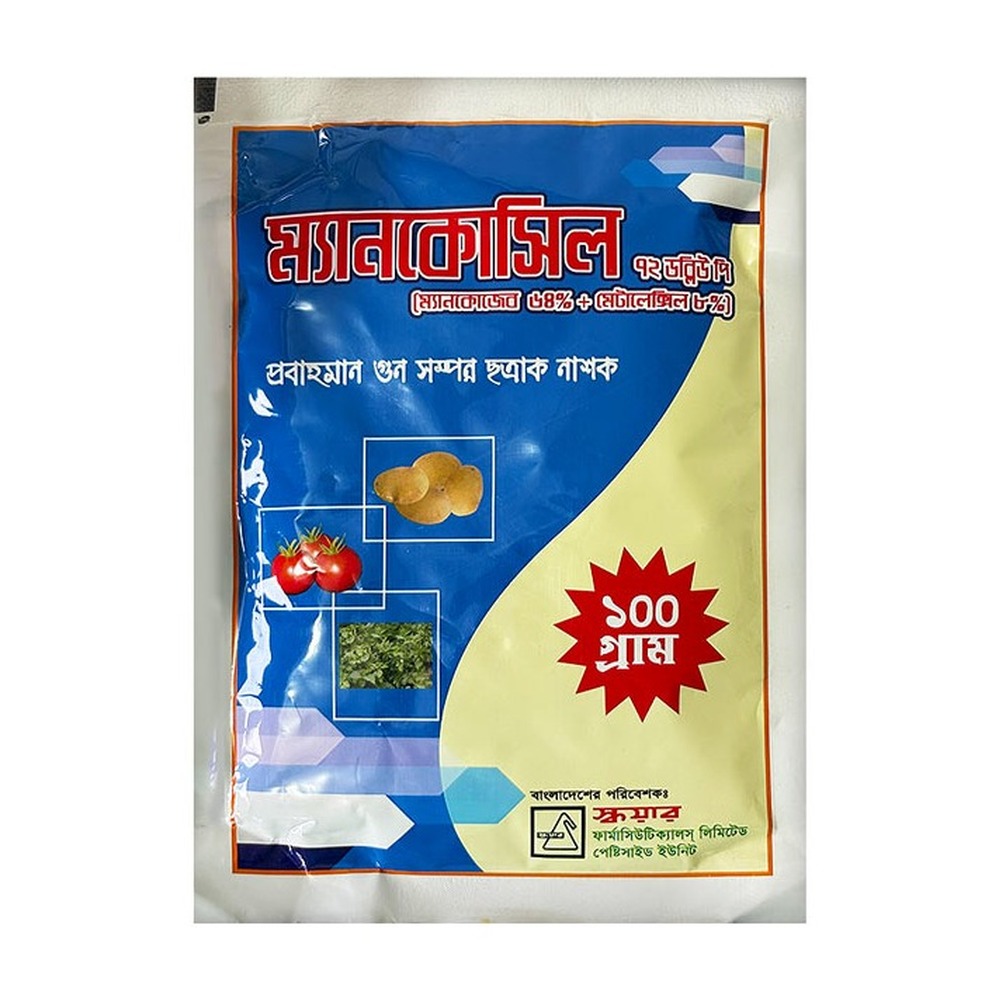 ম্যানকোসিল ৭২ ডব্লিউ পি
(ম্যানকোজেব ৬৪% + মেটালেক্সিল ৮%)
প্রবাহমান গুন সম্পন্ন ছত্রাক নাশক
১০০
গ্রাম
বাংলাদেশের পরিবেশকঃ
স্কয়ার
স্কয়ার
ফার্মাসিউটিক্যালস্ লিমিটেড
পেষ্টিসাইড ইউনিট